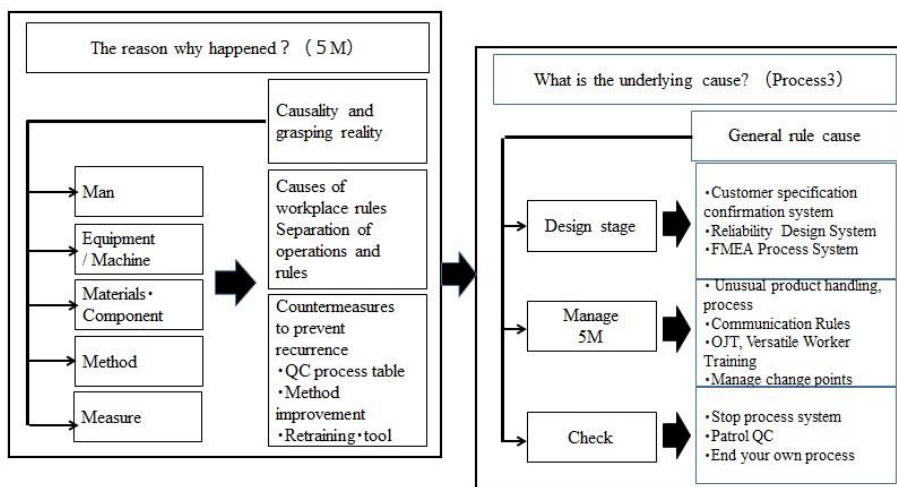 The reason why happened？（５M）
Causality and
grasping reality
Man
Equipment
/ Machine
Materials・
Component
Method
Measure
Causes of
workplace rules
Separation of
operations and
rules
Countermeasures
to prevent
recurrence
・QC process table
・Method
improvement
・Retraining・tool
What is the underlying cause? （Process3）
General rule cause
Design stage
・Customer specification
confirmation system
・Reliability Design System
・FMEA Process System
Manage
5M
・Unusual product handling,
process
・Communication Rules
・OJT, Versatile Worker
Training
・Manage change points
Check
・Stop process system
・Patrol QC
・End your own process